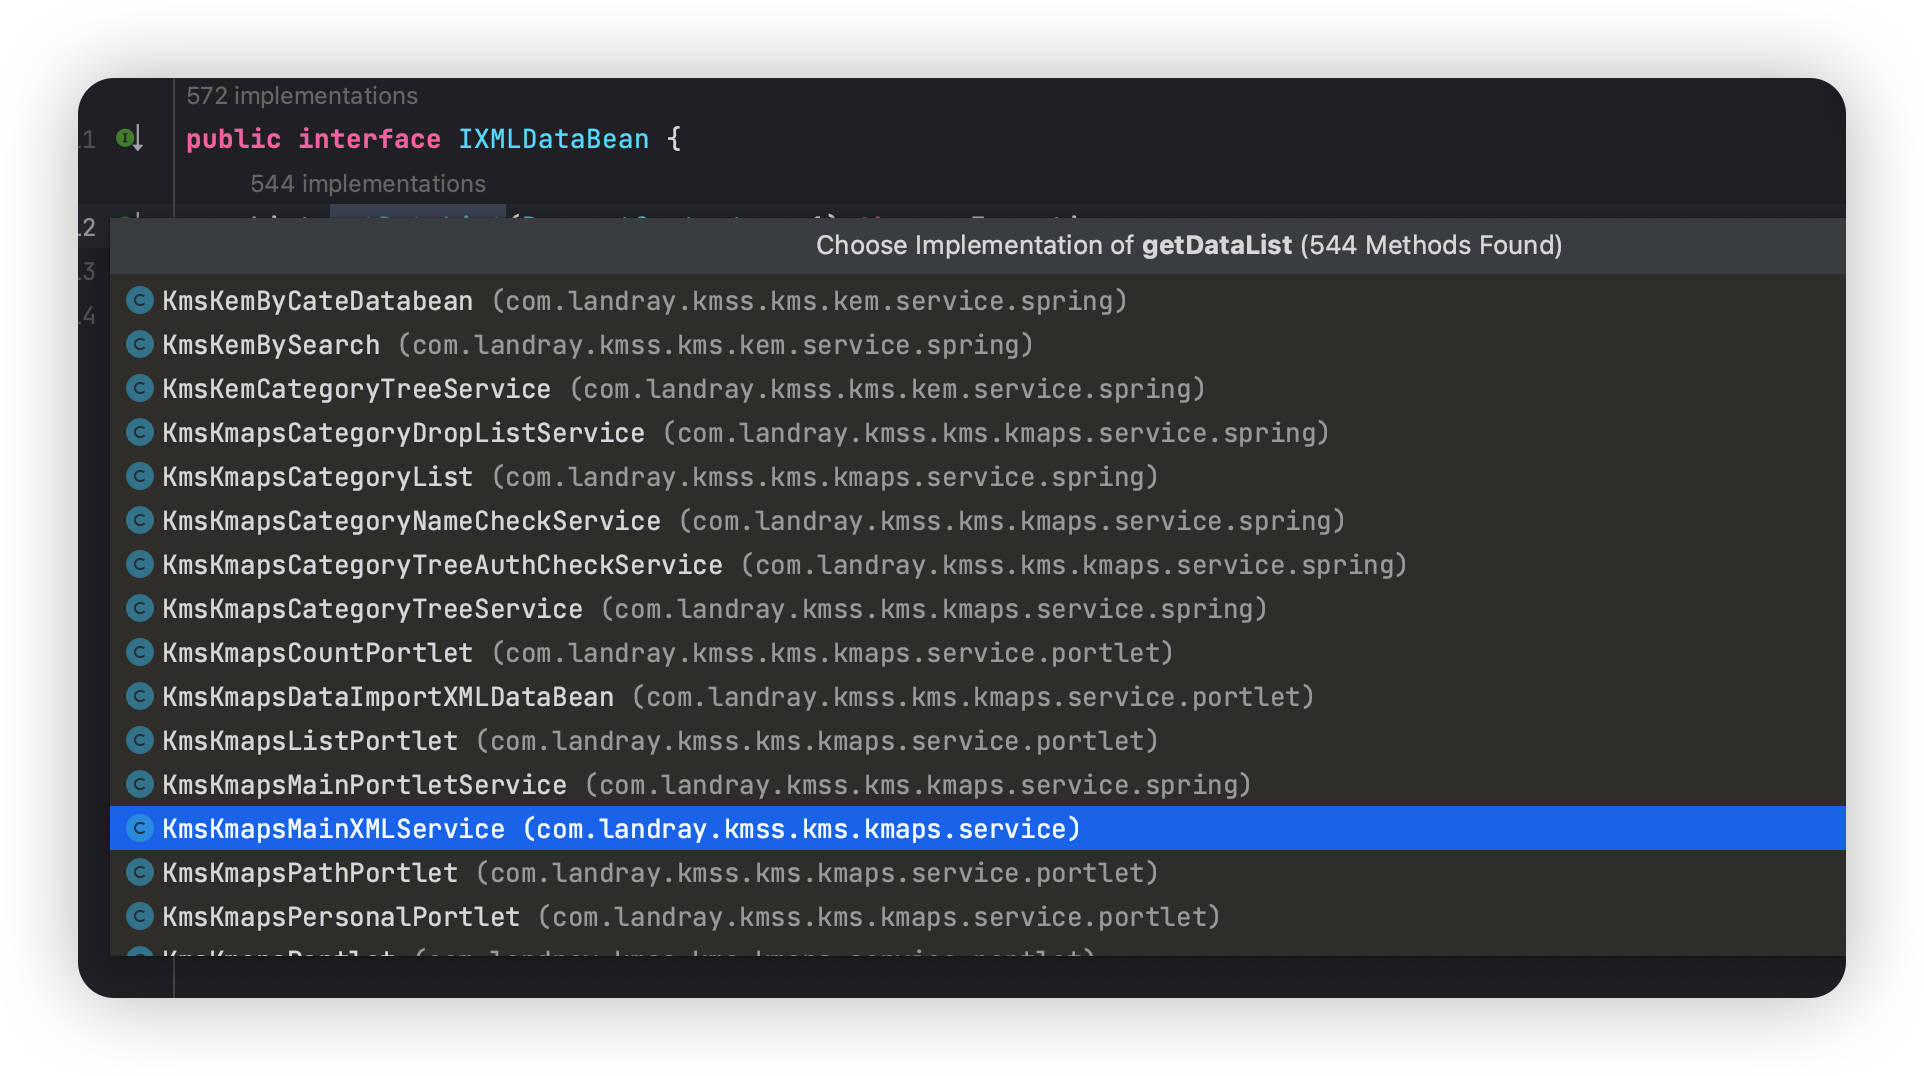 572 implementations
public interface IXMLDataBean {
544 implementations
Choose Implementation of getDataList (544 Methods Found)
KmsKemByCateDatabean (com.landray.kmss.kms.kem.service.spring)
KmsKemBySearch (com.landray.kmss.kms.kem.service.spring)
KmsKemCategoryTreeService (com.landray.kmss.kms.kem.service.spring)
KmsKmapsCategoryDropListService (com.landray.kmss.kms.kmaps.service.spring)
KmsKmapsCategoryList (com.landray.kmss.kms.kmaps.service.spring)
KmsKmapsCategoryNameCheckService (com.landray.kmss.kms.kmaps.service.spring)
KmsKmapsCategoryTreeAuthCheckService (com.landray.kmss.kms.kmaps.service.spring)
KmsKmapsCategoryTreeService (com.landray.kmss.kms.kmaps.service.spring)
KmsKmapsCountPortlet (com.landray.kmss.kms.kmaps.service.portlet)
KmsKmapsDataImportXMLDataBean (com.landray.kmss.kms.kmaps.service.portlet)
KmsKmapsListPortlet (com.landray.kmss.kms.kmaps.service.portlet)
KmsKmapsMainPortletService (com.landray.kmss.kms.kmaps.service.spring)
KmsKmapsMainXMLService (com.landray.kmss.kms.kmaps.service)
KmsKmapsPathPortlet (com.landray.kmss.kms.kmaps.service.portlet)
KmsKmapsPersonalPortlet (com.landray.kmss.kms.kmaps.service.portlet)